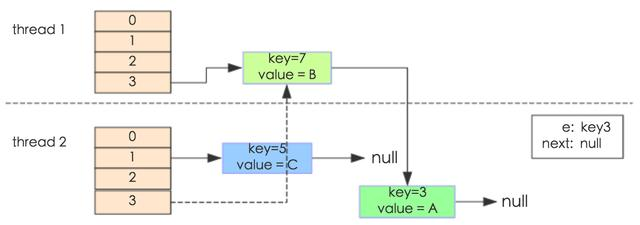 thread 1
0
1
2
3
key=7
value = B
thread 2
0
1
2
3
key=5
value = C
null
key=3
value = A
null
e: key3
next: null